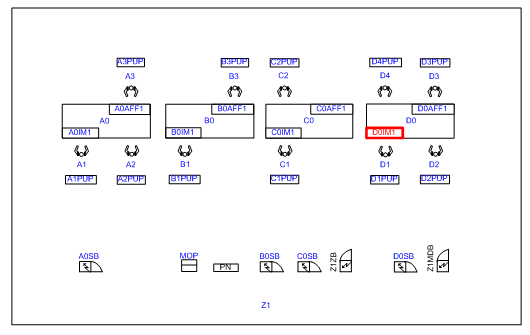 A3PUP B3PUP C2PUP D4PUP D3PUP
A3 B3 C2 D4 D3
A0AFF1 B0AFF1 C0AFF1 D0AFF1
A0 B0 C0 D0
A0IM1 B0IM1 C0IM1 D0IM1
A1 A2 B1 C1 D1 D2
A1PUP A2PUP B1PUP C1PUP D1PUP D2PUP
A0SB MOP B0SB C0SB Z1ZB D0SB Z1MDB
PN
Z1